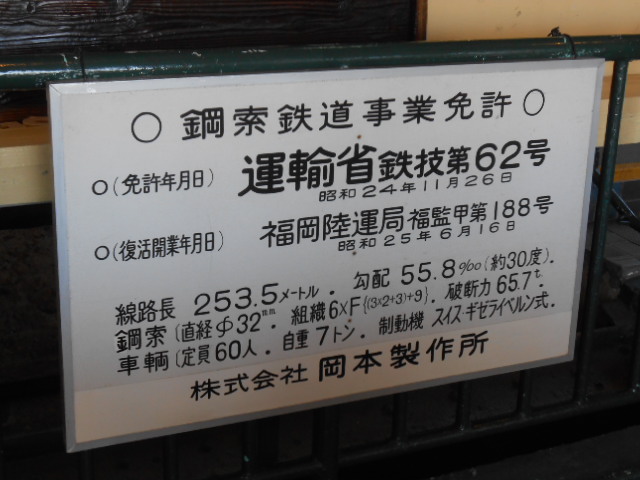 ○ 鋼索鉄道事業免許 ○
○(免許年月日) 運輸省鉄技第62号
昭和24年11月26日
○(復活開業年月日) 福岡陸運局福監甲第188号
昭和25年6月16日
線路長 253.5メートル. 勾配 55.8‰(約30度).
鋼索(直経φ32mm. 組織6×F{(3×2+3)+9}. 破断力65.7t.
車輌(定員60人. 自重7トン. 制動機 スイスギゼラベルン式.
株式会社 岡本製作所